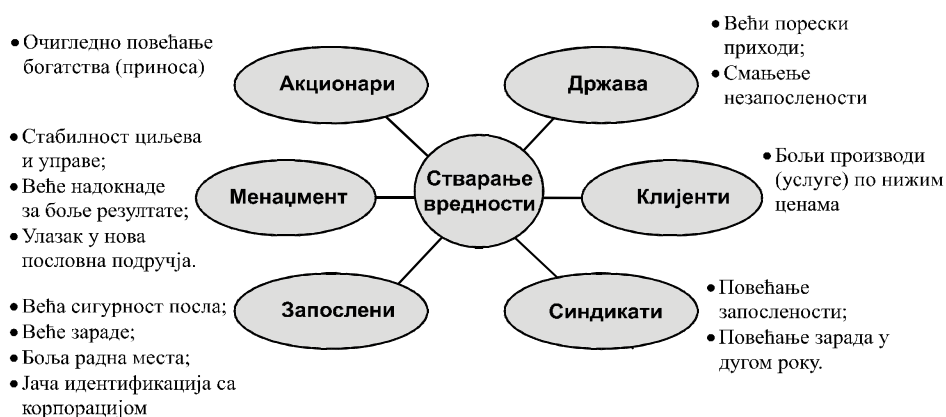 • Очигледно повећање
богатства (приноса)
Акционари
Држава
• Већи порески
приходи;
• Смањење
незапослености
• Стабилност циљева
и управе;
• Веће надокнаде
за боље резултате;
• Улазак у нова
пословна подручја.
Менаџмент
Стварање
вредности
Клијенти
• Бољи производи
(услуге) по нижим
ценама
• Већа сигурност посла;
• Веће зараде;
• Боља радна места;
• Јача идентификација са
корпорацијом
Запослени
Синдикати
• Повећање
запослености;
• Повећање зарада у
дугом року.